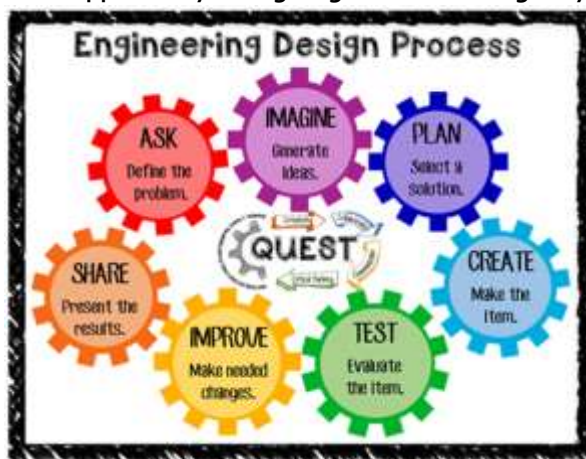 Engineering Design Process
ASK
Define the
problem.
IMAGINE
Generate
ideas.
PLAN
Select a
solution.
CREATE
Make the
item.
TEST
Evaluate
the item.
IMPROVE
Make needed
changes.
SHARE
Present the
results.
QUEST